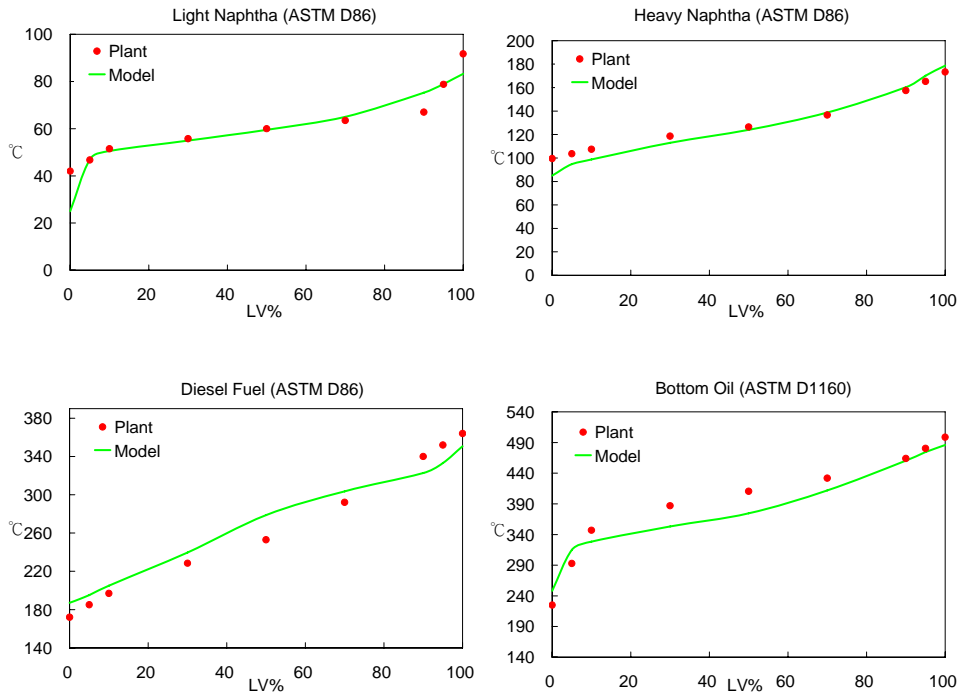 Light Naphtha (ASTM D86)
100
80
60
℃
40
20
0
Plant
Model
0 20 40 60 80 100
LV%
Heavy Naphtha (ASTM D86)
200
180
160
140
120
℃ 100
80
60
40
20
0
Plant
Model
0 20 40 60 80 100
LV%
Diesel Fuel (ASTM D86)
380
340
300
℃ 260
220
180
140
Plant
Model
0 20 40 60 80 100
LV%
Bottom Oil (ASTM D1160)
540
490
440
390
℃ 340
290
240
190
140
Plant
Model
0 20 40 60 80 100
LV%